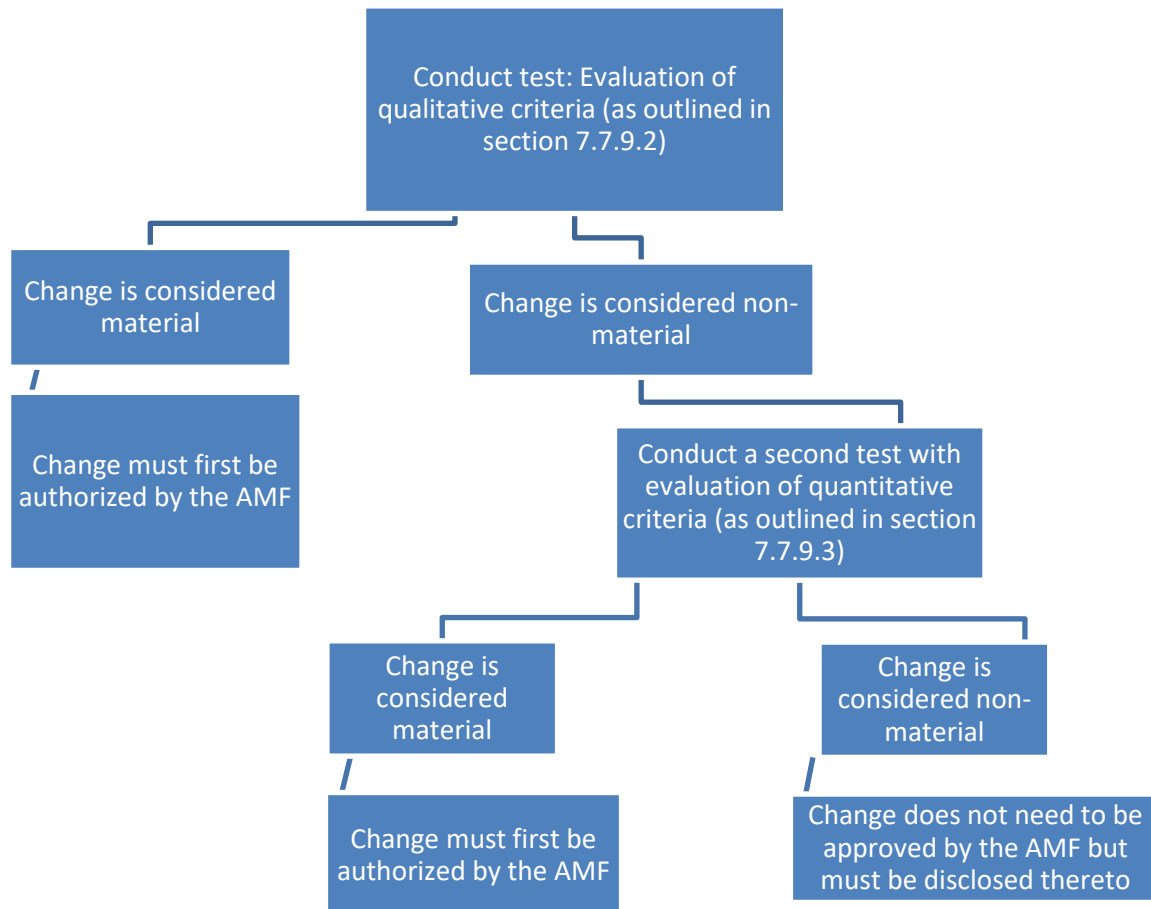 Conduct test: Evaluation of
qualitative criteria (as outlined in
section 7.7.9.2)
Change is considered
material
Change is considered non-
material
Change must first be
authorized by the AMF
Conduct a second test with
evaluation of quantitative
criteria (as outlined in section
7.7.9.3)
Change is
considered
material
Change is
considered non-
material
Change must first be
authorized by the AMF
Change does not need to be
approved by the AMF but
must be disclosed thereto